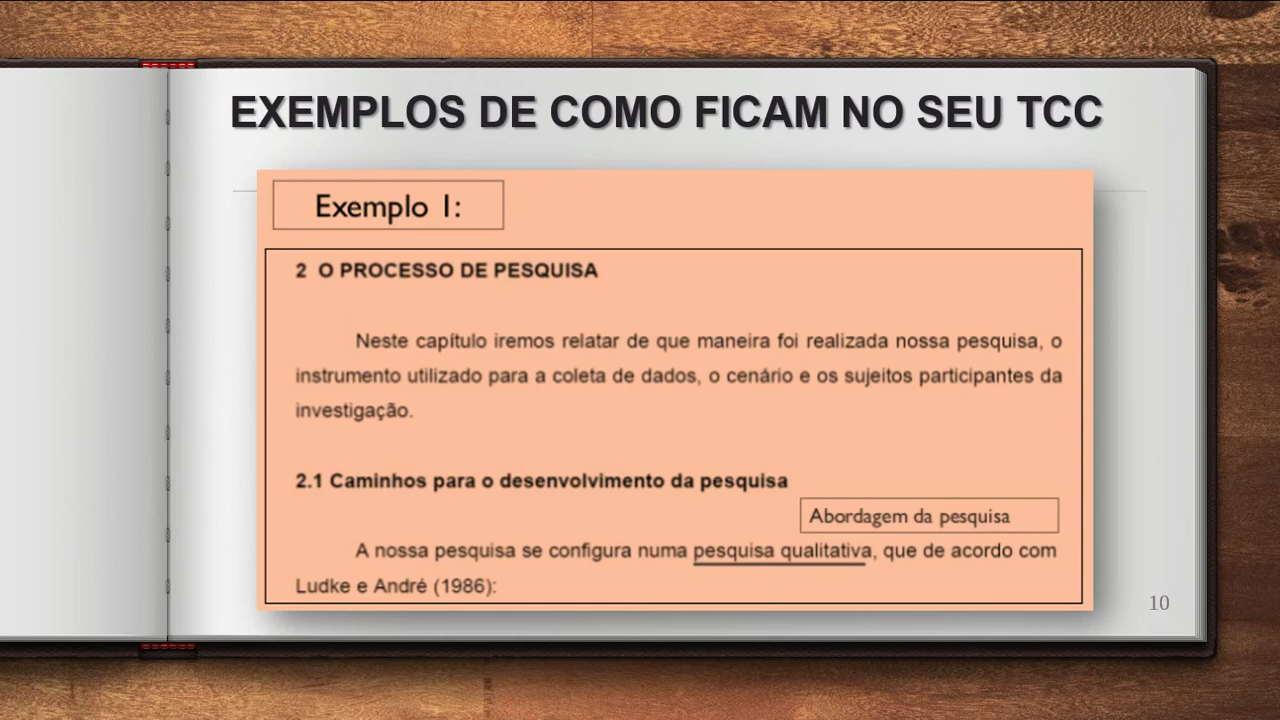 EXEMPLOS DE COMO FICAM NO SEU TCC
Exemplo 1:
2 O PROCESSO DE PESQUISA
Neste capítulo iremos relatar de que maneira foi realizada nossa pesquisa, o
instrumento utilizado para a coleta de dados, o cenário e os sujeitos participantes da
investigação.
2.1 Caminhos para o desenvolvimento da pesquisa
Abordagem da pesquisa
A nossa pesquisa se configura numa pesquisa qualitativa, que de acordo com
Ludke e André (1986):
10